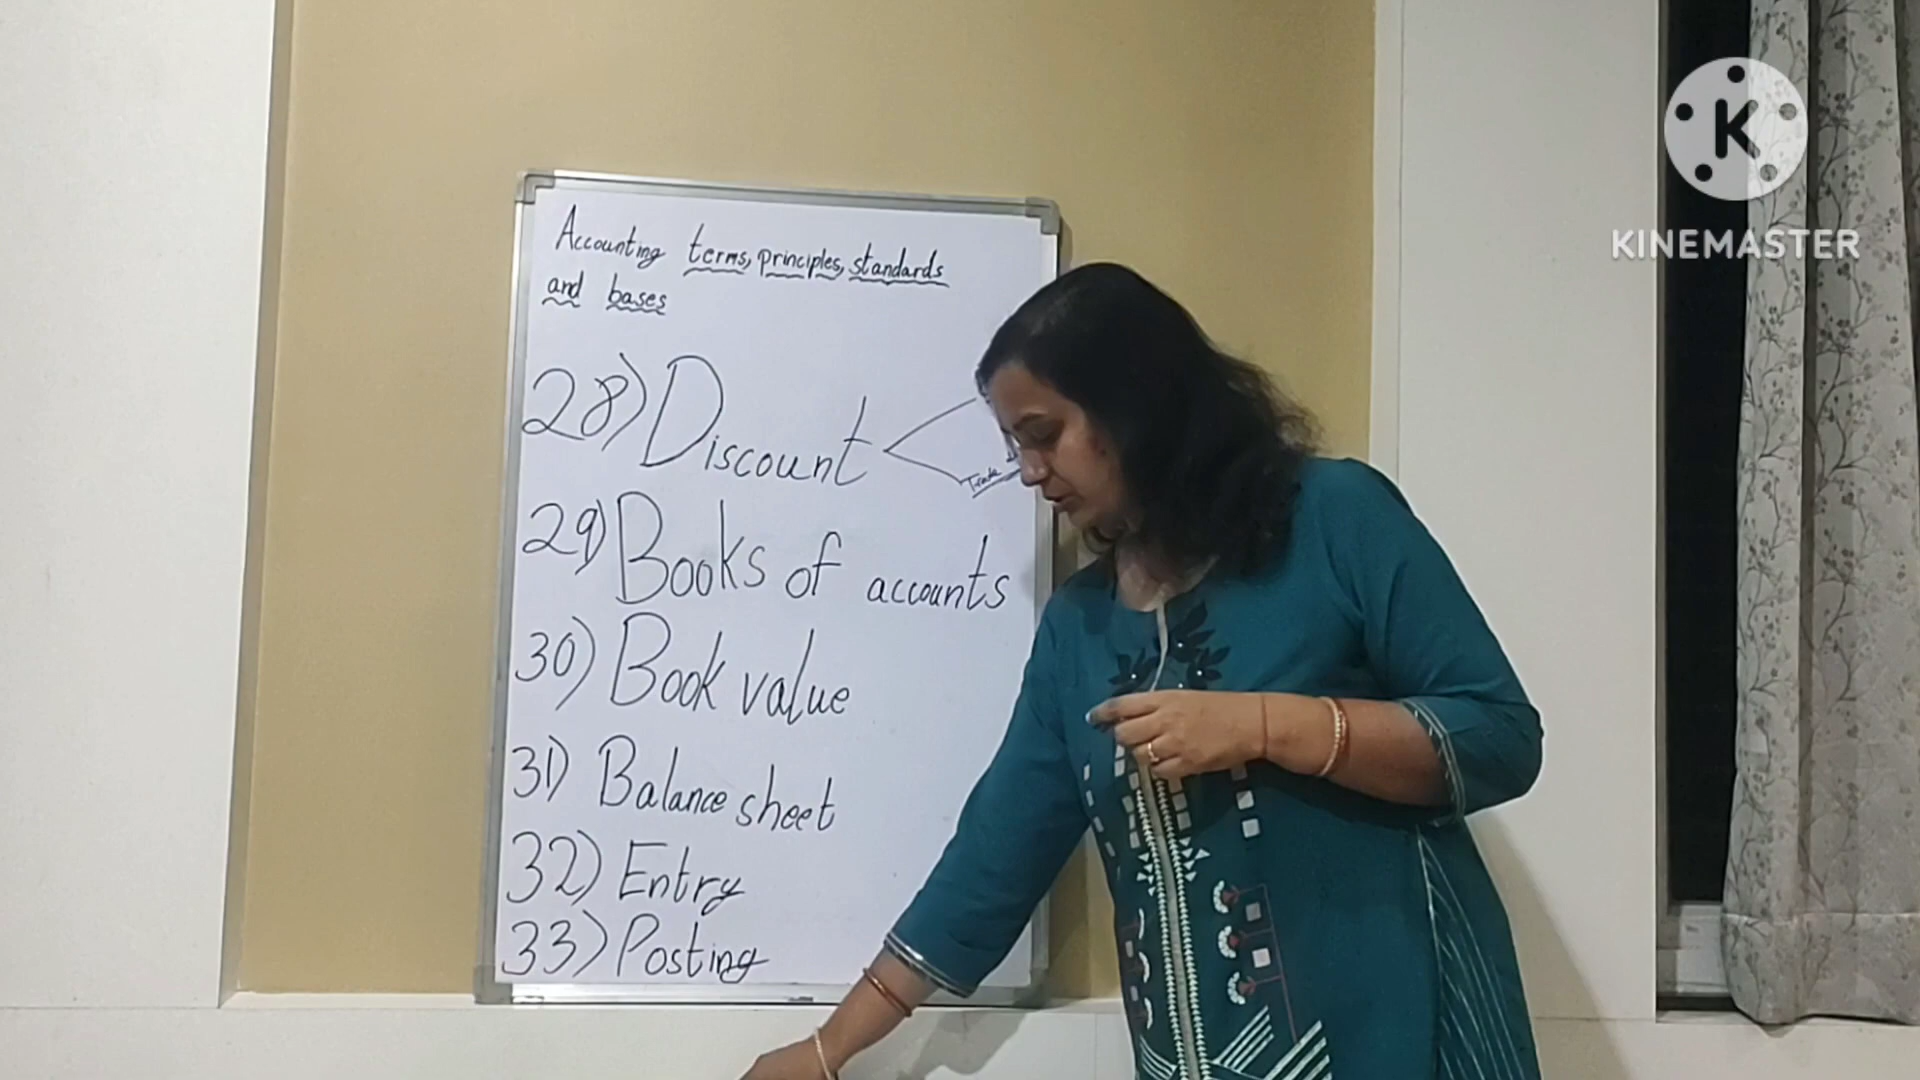 Accounting terms, principles, standards
and bases
28) Discount
Trade
29) Books of accounts
30) Book value
31) Balance sheet
32) Entry
33) Posting
K
KINEMASTER